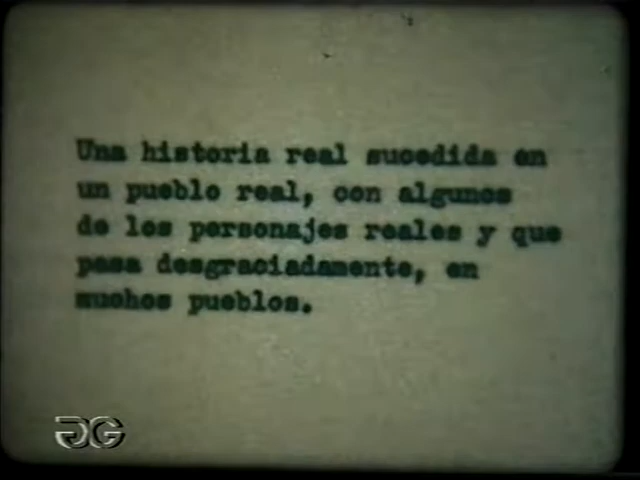 Una historia real sucedida en
un pueblo real, con algunos
de los personajes reales y que
pasa desgraciadamente, en
muchos pueblos.
GG